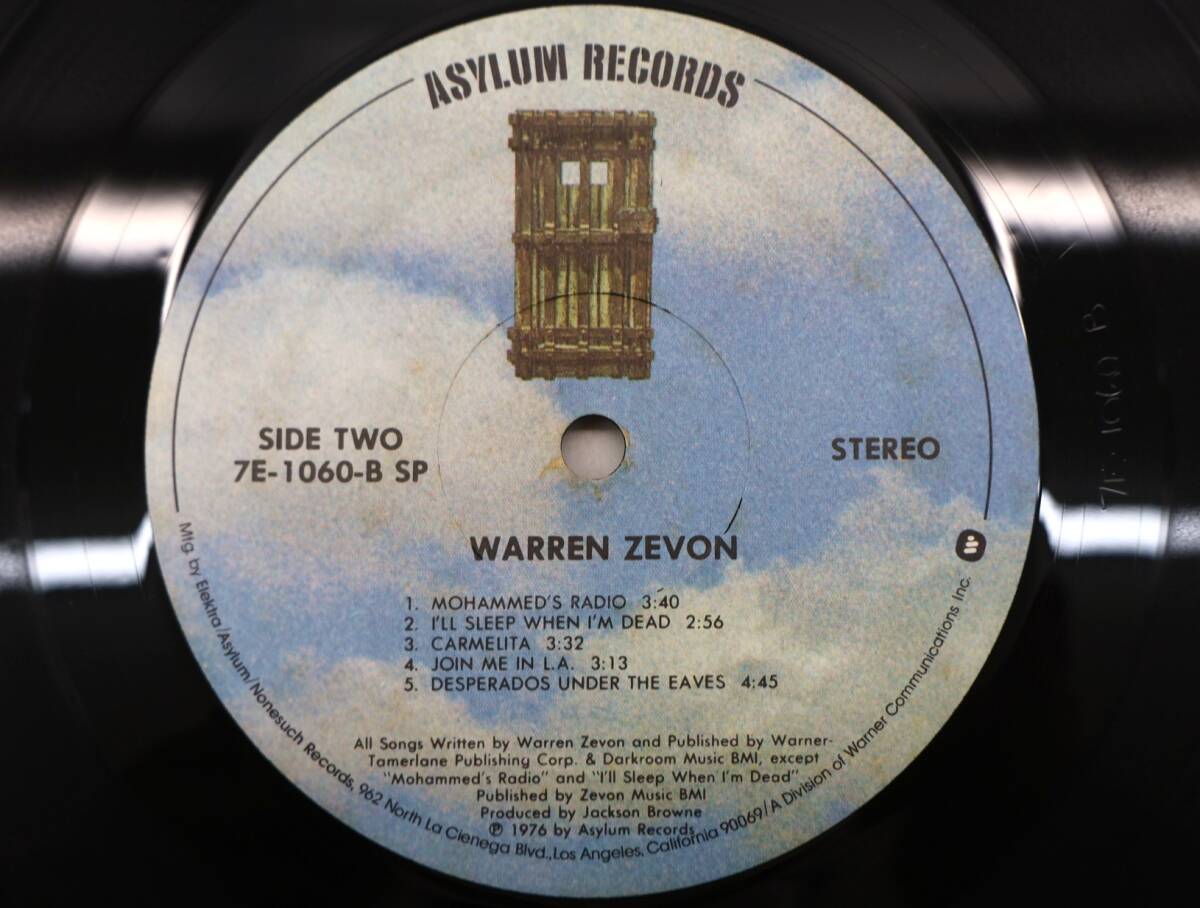 ASYLUM RECORDS
SIDE TWO
7E-1060-B SP
STEREO
WARREN ZEVON
1. MOHAMMED'S RADIO 3:40
2. I'LL SLEEP WHEN I'M DEAD 2:56
3. CARMELITA 3:32
4. JOIN ME IN L.A. 3:13
5. DESPERADOS UNDER THE EAVES 4:45
All Songs Written by Warren Zevon and Published by Warner-
Tamerlane Publishing Corp. & Darkroom Music BMI, except
"Mohammed's Radio" and "I'll Sleep When I'm Dead"
Published by Zevon Music BMI
Produced by Jackson Browne
℗ 1976 by Asylum Records
Mfg by Elektra/Asylum/Nonesuch Records, 962 North La Cienega Blvd., Los Angeles, California 90069/A Division of Warner Communications Inc.
7E-1060 B